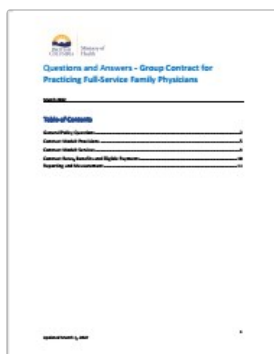 BRITISH COLUMBIA
Ministry of Health
Questions and Answers - Group Contract for
Practicing Full-Service Family Physicians
Table of Contents
General Policy Questions
Contract Model: Provisions
Contract Model: Services
Contract Rates, Benefits and Eligible Payments
Reporting and Measurement